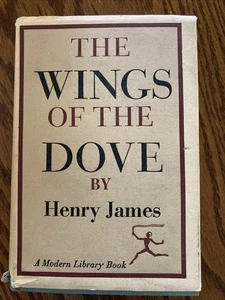 THE
WINGS
OF THE
DOVE
BY
Henry James
A Modern Library Book